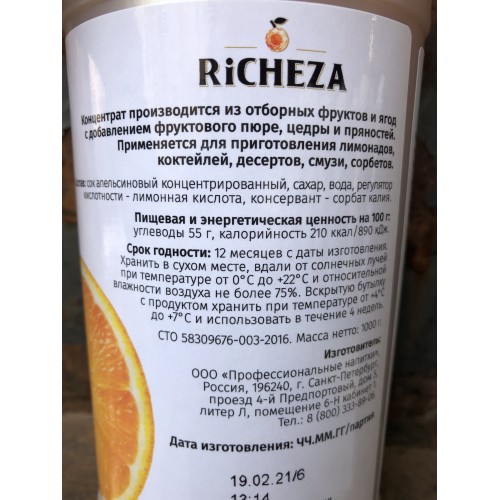 RiCHEZA
Концентрат производится из отборных фруктов и ягод
с добавлением фруктового пюре, цедры и пряностей.
Применяется для приготовления лимонадов,
коктейлей, десертов, смузи, сорбетов.
сок апельсиновый концентрированный, сахар, вода, регулятор
кислотности - лимонная кислота, консервант - сорбат калия.
Пищевая и энергетическая ценность на 100 г:
углеводы 55 г, калорийность 210 ккал/890 кДж.
Срок годности: 12 месяцев с даты изготовления.
Хранить в сухом месте, вдали от солнечных лучей
при температуре от 0°C до +22°C и относительной
влажности воздуха не более 75%. Вскрытую бутылку
с продуктом хранить при температуре от +4°C
до +7°C и использовать в течение 4 недель.
СТО 58309676-003-2016. Масса нетто: 1000 г.
Изготовитель:
ООО «Профессиональные напитки»,
Россия, 196240, г. Санкт-Петербург,
проезд 4-й Предпортовый, дом 5,
литер Л, помещение 6-Н кабинет 1
Тел.: 8 (800) 333-89-06
Дата изготовления: ЧЧ.ММ.ГГ/партия
19.02.21/6
13:14